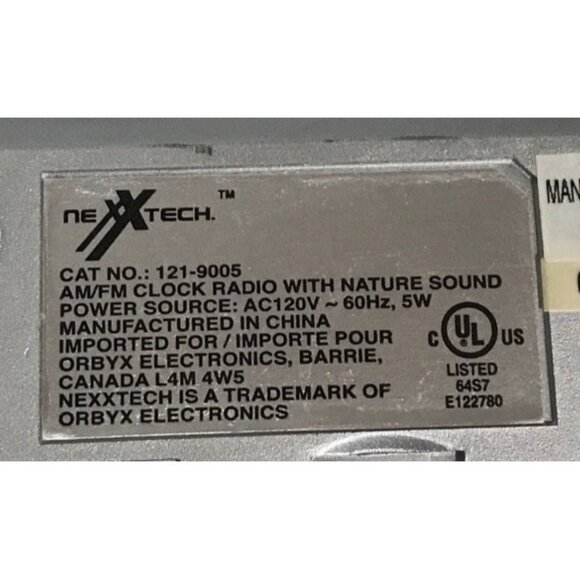 neXXTECH.™
CAT NO.: 121-9005
AM/FM CLOCK RADIO WITH NATURE SOUND
POWER SOURCE: AC120V ~ 60Hz, 5W
MANUFACTURED IN CHINA
IMPORTED FOR / IMPORTE POUR
ORBYX ELECTRONICS, BARRIE,
CANADA L4M 4W5
NEXXTECH IS A TRADEMARK OF
ORBYX ELECTRONICS
C UL US
LISTED
64S7
E122780
MAN